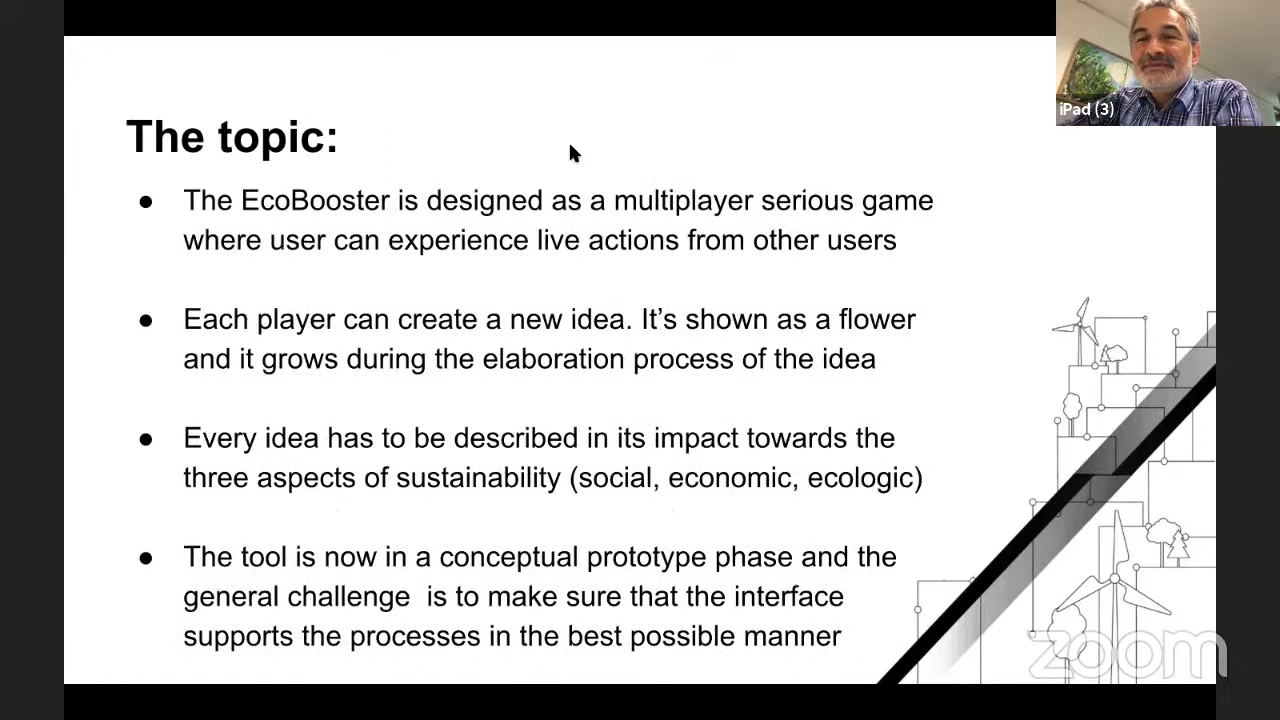 iPad (3)
The topic:
● The EcoBooster is designed as a multiplayer serious game
where user can experience live actions from other users
● Each player can create a new idea. It’s shown as a flower
and it grows during the elaboration process of the idea
● Every idea has to be described in its impact towards the
three aspects of sustainability (social, economic, ecologic)
● The tool is now in a conceptual prototype phase and the
general challenge  is to make sure that the interface
supports the processes in the best possible manner
zoom